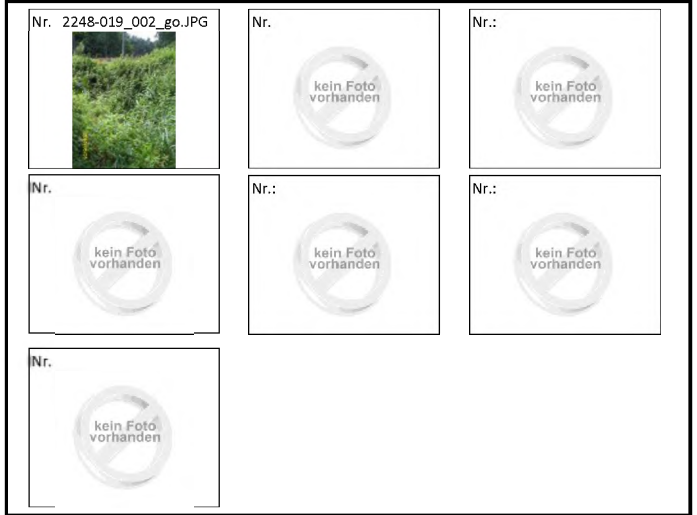 Nr. 2248-019_002_go.JPG
kein Foto
vorhanden
Nr.
kein Foto
vorhanden
Nr.:
Nr.
kein Foto
vorhanden
Nr.:
kein Foto
vorhanden
Nr.:
kein Foto
vorhanden
Nr.
kein Foto
vorhanden